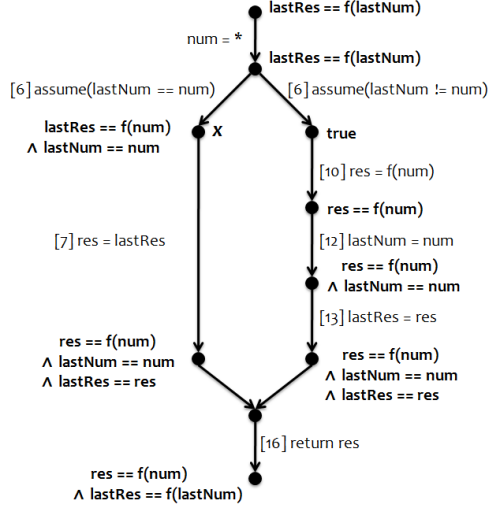 lastRes == f(lastNum)
num = *
lastRes == f(lastNum)
[6] assume(lastNum == num)
[6] assume(lastNum != num)
lastRes == f(num)
∧ lastNum == num
x
true
[10] res = f(num)
res == f(num)
[7] res = lastRes
[12] lastNum = num
res == f(num)
∧ lastNum == num
[13] lastRes = res
res == f(num)
∧ lastNum == num
∧ lastRes == res
res == f(num)
∧ lastNum == num
∧ lastRes == res
[16] return res
res == f(num)
∧ lastRes == f(lastNum)